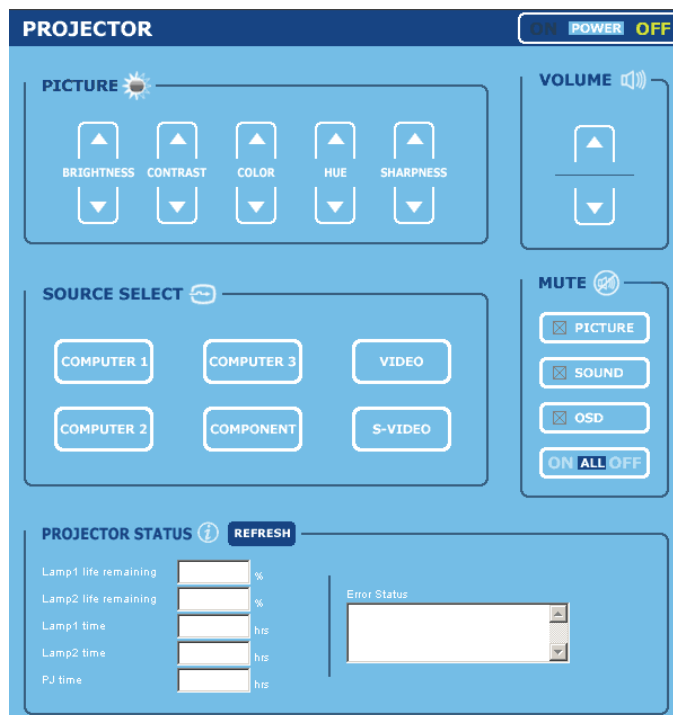 PROJECTOR
ON POWER OFF
PICTURE
BRIGHTNESS CONTRAST COLOR HUE SHARPNESS
VOLUME
SOURCE SELECT
COMPUTER 1 COMPUTER 3 VIDEO
COMPUTER 2 COMPONENT S-VIDEO
MUTE
PICTURE
SOUND
OSD
ON ALL OFF
PROJECTOR STATUS REFRESH
Lamp1 life remaining %
Lamp2 life remaining %
Lamp1 time hrs
Lamp2 time hrs
PJ time hrs
Error Status